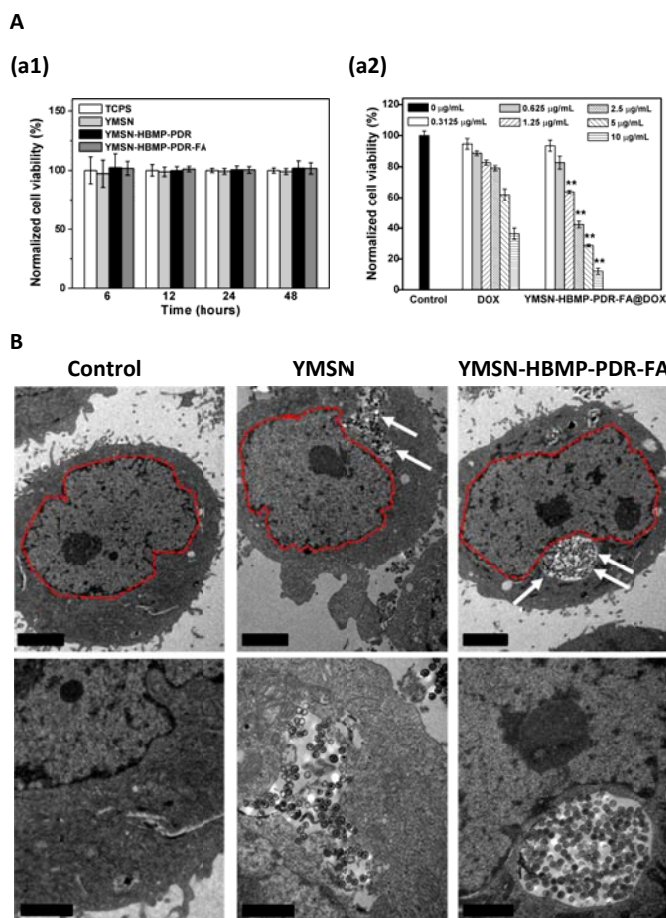 A
(a1)
Normalized cell viability (%)
150
100
50
0
TCPS
YMSN
YMSN-HBMP-PDR
YMSN-HBMP-PDR-FA
6 12 24 48
Time (hours)
(a2)
Normalized cell viability (%)
120
100
80
60
40
20
0
0 µg/mL
0.3125 µg/mL
0.625 µg/mL
1.25 µg/mL
2.5 µg/mL
5 µg/mL
10 µg/mL
**
**
**
**
Control DOX YMSN-HBMP-PDR-FA@DOX
B
Control YMSN YMSN-HBMP-PDR-FA